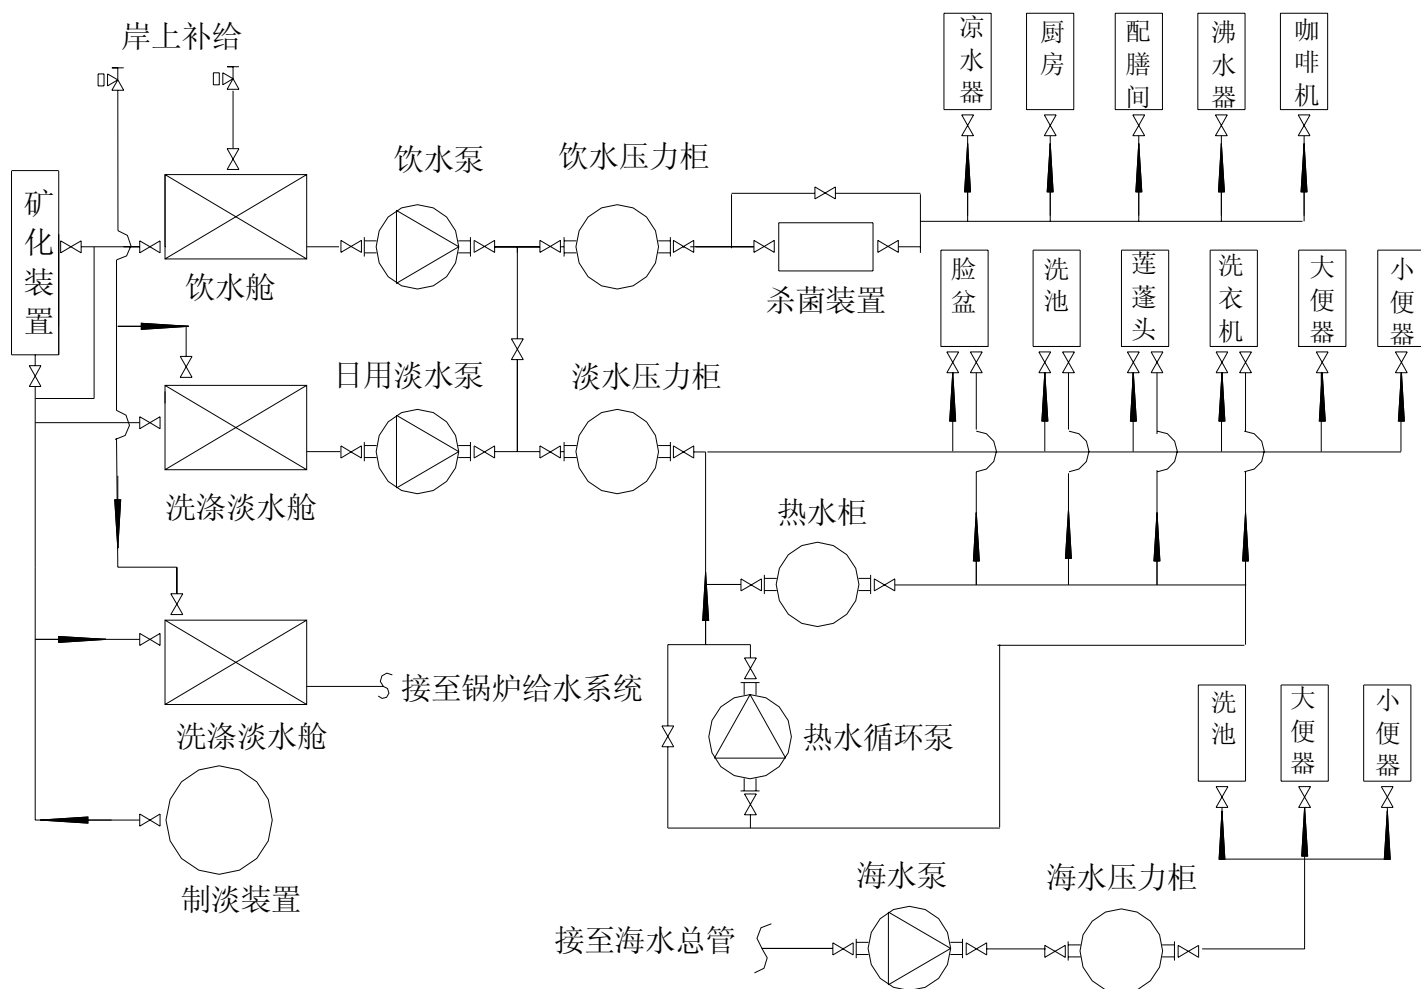 岸上补给
凉水器
厨房
配膳间
沸水器
咖啡机
饮水泵
饮水压力柜
矿化装置
饮水舱
杀菌装置
脸盆
洗池
莲蓬头
洗衣机
大便器
小便器
日用淡水泵
淡水压力柜
洗涤淡水舱
热水柜
接至锅炉给水系统
洗涤淡水舱
热水循环泵
洗池
大便器
小便器
制淡装置
海水泵
海水压力柜
接至海水总管